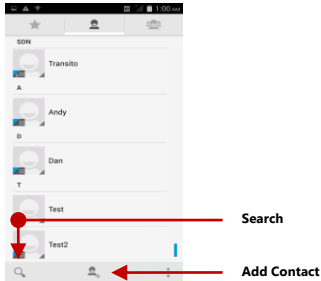 1:00 AM
SDN
Transito
A
Andy
D
Dan
T
Test
Search
Test2
Add Contact